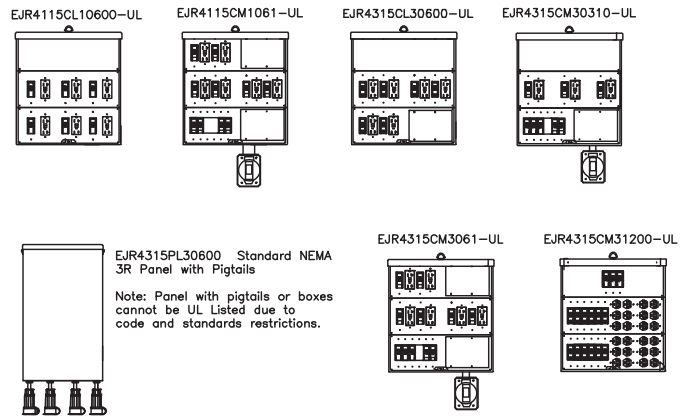 EJR4115CL10600-UL
EJR4115CM1061-UL
EJR4315CL30600-UL
EJR4315CM30310-UL
EJR4315PL30600 Standard NEMA
3R Panel with Pigtails
Note: Panel with pigtails or boxes
cannot be UL Listed due to
code and standards restrictions.
EJR4315CM3061-UL
EJR4315CM31200-UL